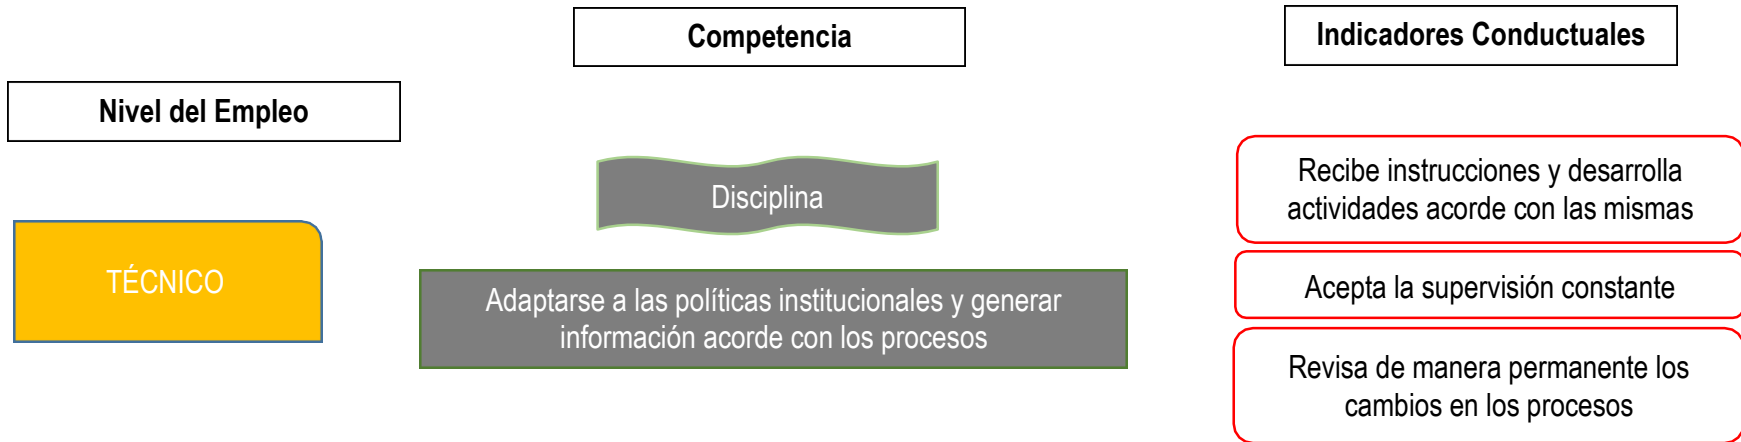 Competencia
Indicadores Conductuales
Nivel del Empleo
TÉCNICO
Disciplina
Adaptarse a las políticas institucionales y generar
información acorde con los procesos
Recibe instrucciones y desarrolla
actividades acorde con las mismas
Acepta la supervisión constante
Revisa de manera permanente los
cambios en los procesos